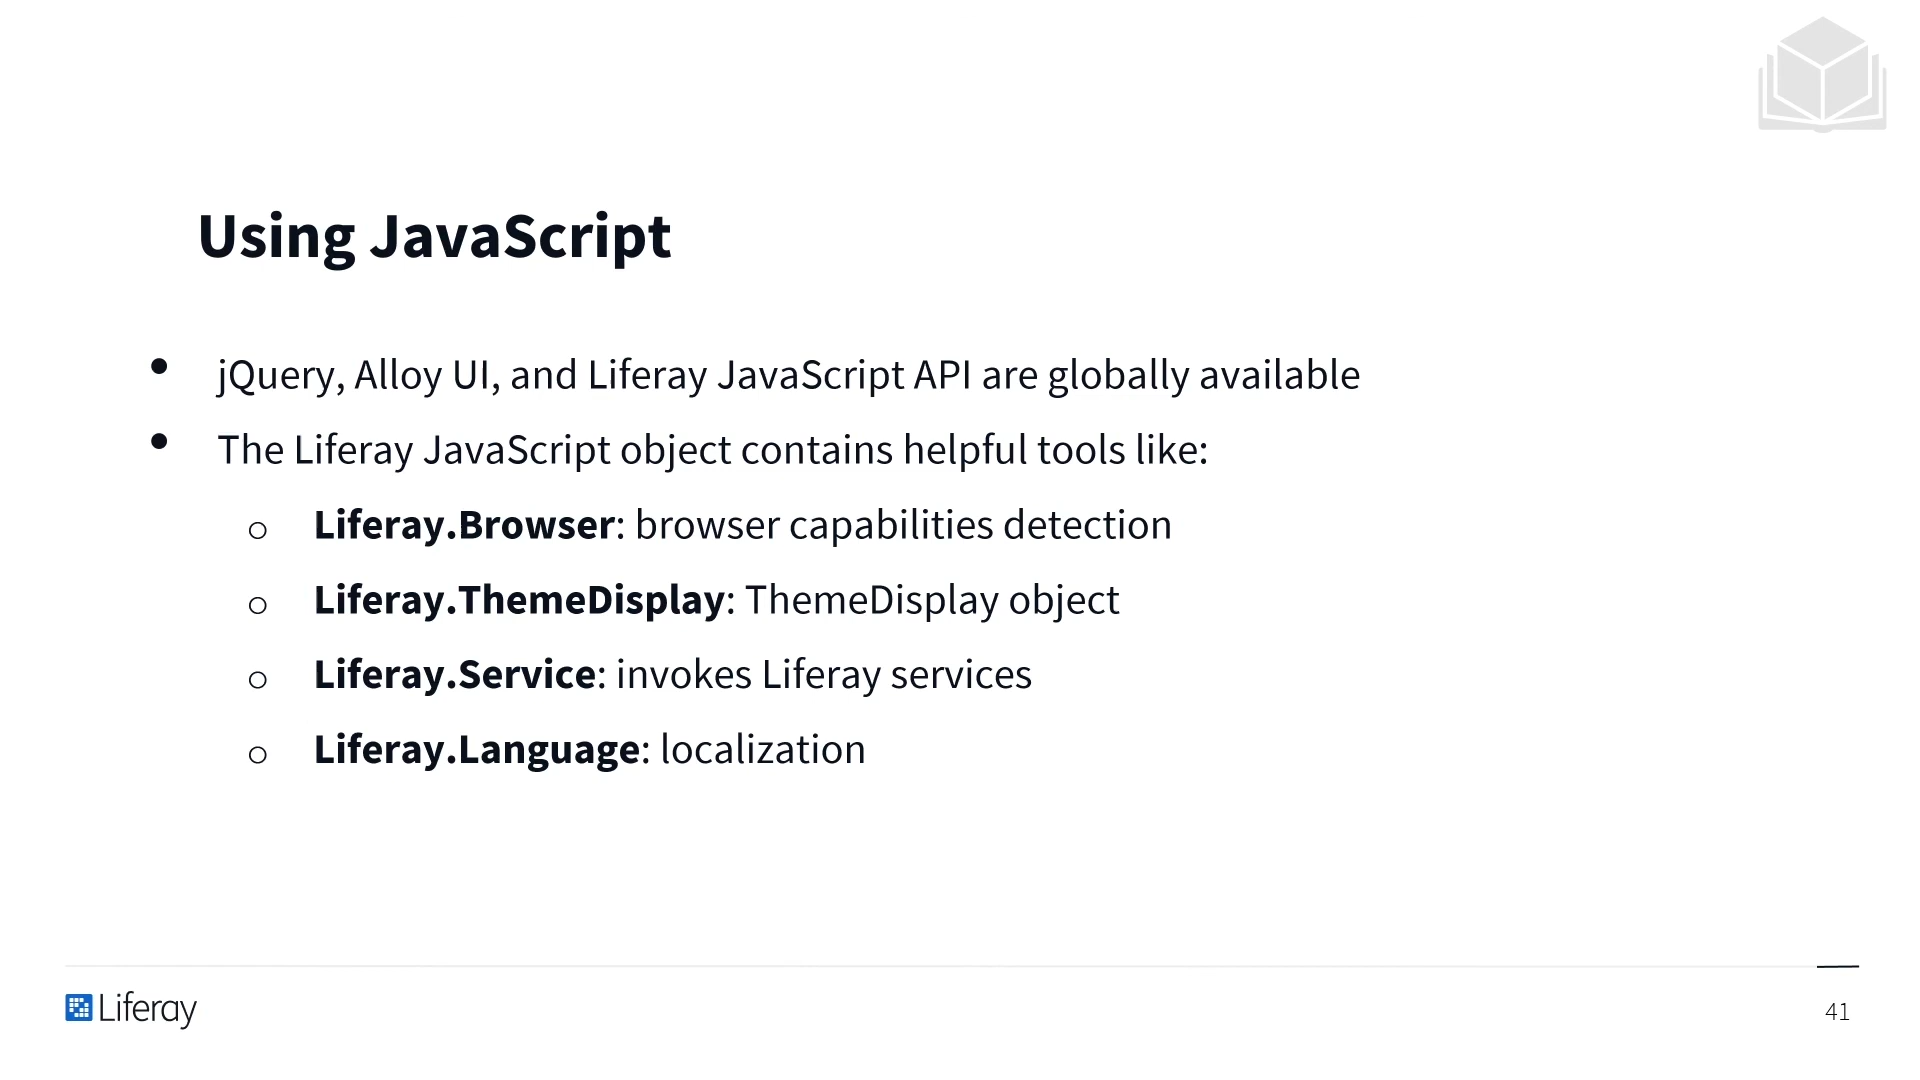 Using JavaScript
• jQuery, Alloy UI, and Liferay JavaScript API are globally available
• The Liferay JavaScript object contains helpful tools like:
○ Liferay.Browser: browser capabilities detection
○ Liferay.ThemeDisplay: ThemeDisplay object
○ Liferay.Service: invokes Liferay services
○ Liferay.Language: localization
Liferay
41